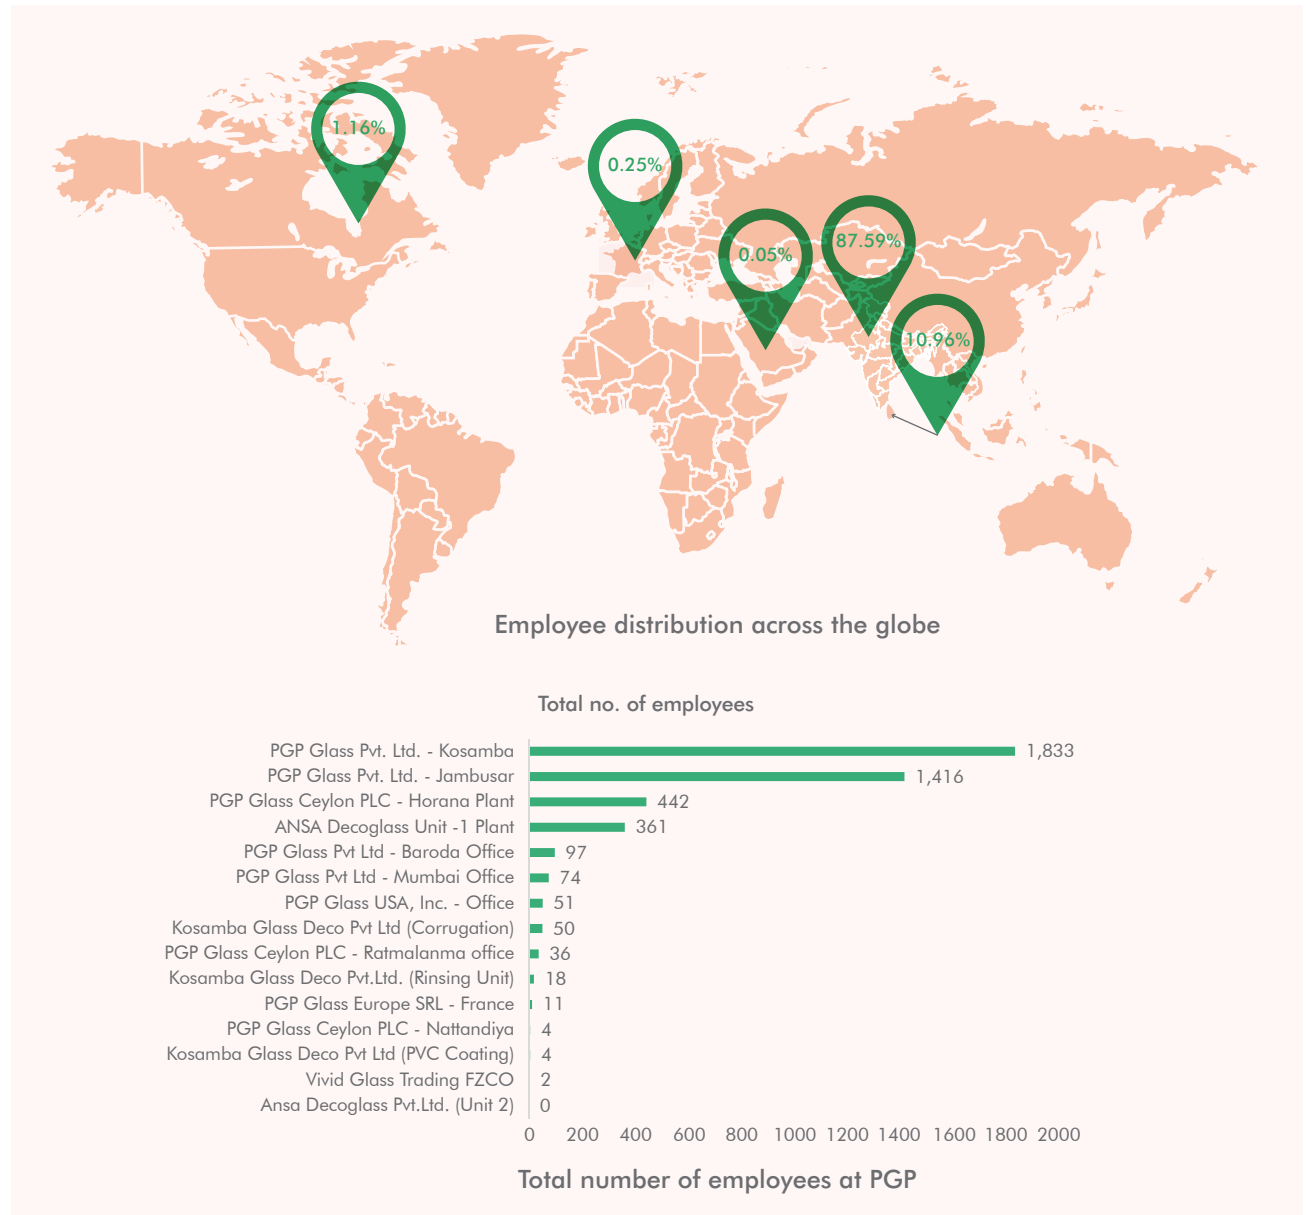 1.16%
0.25%
0.05%
87.59%
10.96%
Employee distribution across the globe
Total no. of employees
PGP Glass Pvt. Ltd. - Kosamba 1,833
PGP Glass Pvt. Ltd. - Jambusar 1,416
PGP Glass Ceylon PLC - Horana Plant 442
ANSA Decoglass Unit -1 Plant 361
PGP Glass Pvt Ltd - Baroda Office 97
PGP Glass Pvt Ltd - Mumbai Office 74
PGP Glass USA, Inc. - Office 51
Kosamba Glass Deco Pvt Ltd (Corrugation) 50
PGP Glass Ceylon PLC - Ratmalanma office 36
Kosamba Glass Deco Pvt.Ltd. (Rinsing Unit) 18
PGP Glass Europe SRL - France 11
PGP Glass Ceylon PLC - Nattandiya 4
Kosamba Glass Deco Pvt Ltd (PVC Coating) 4
Vivid Glass Trading FZCO 2
Ansa Decoglass Pvt.Ltd. (Unit 2) 0
0 200 400 600 800 1000 1200 1400 1600 1800 2000
Total number of employees at PGP